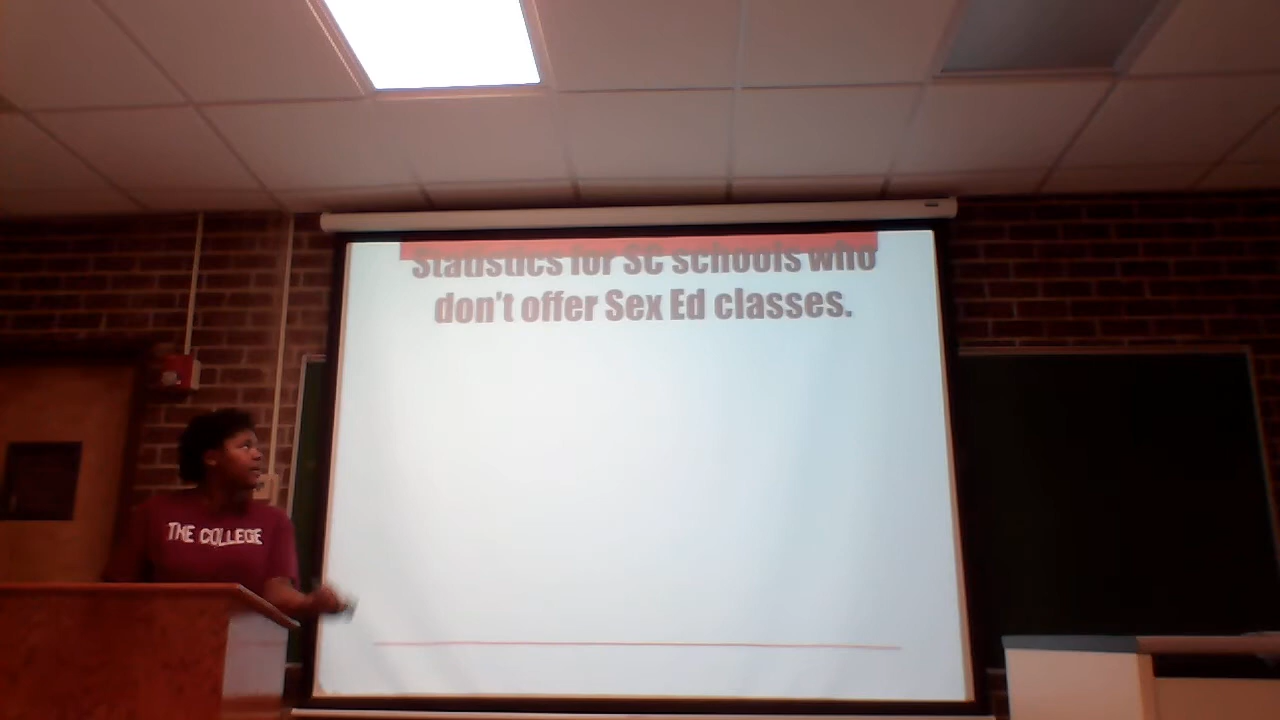 Statistics for SC schools who
don't offer Sex Ed classes.
THE COLLEGE